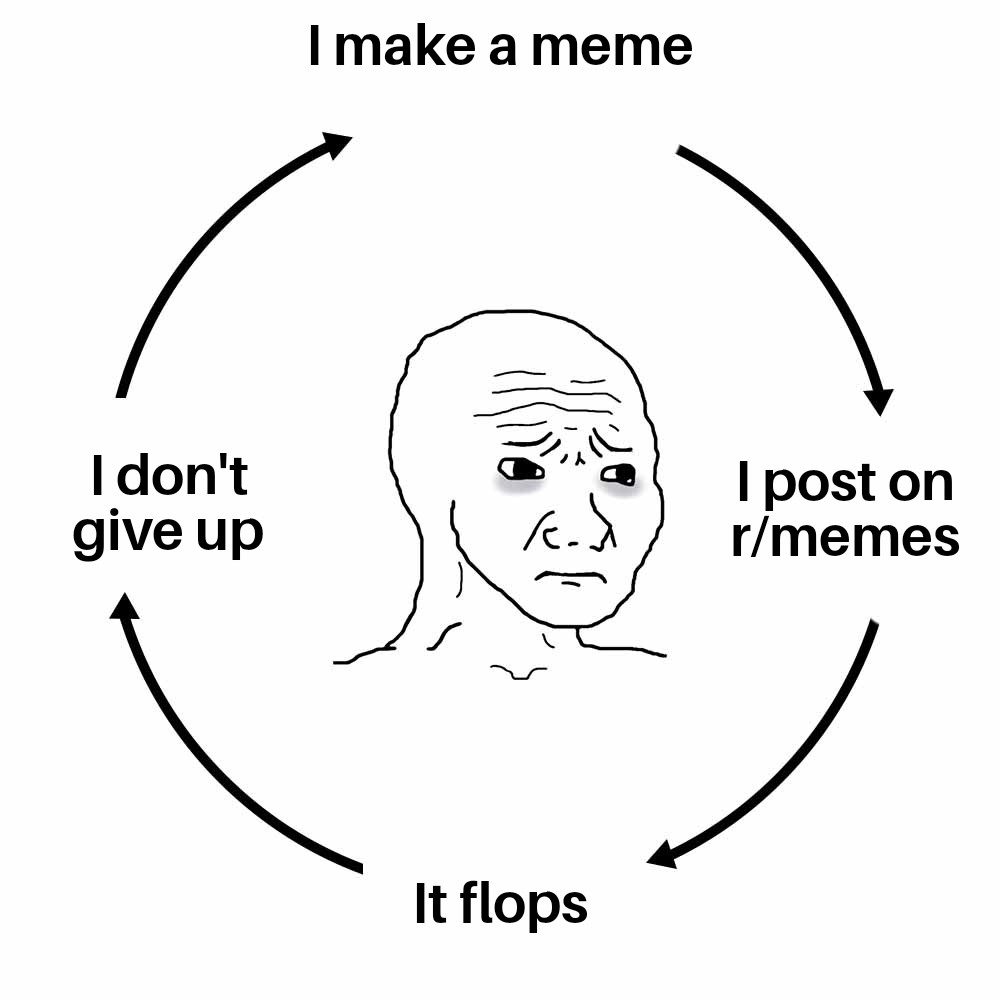 I make a meme
I post on
r/memes
It flops
I don't
give up